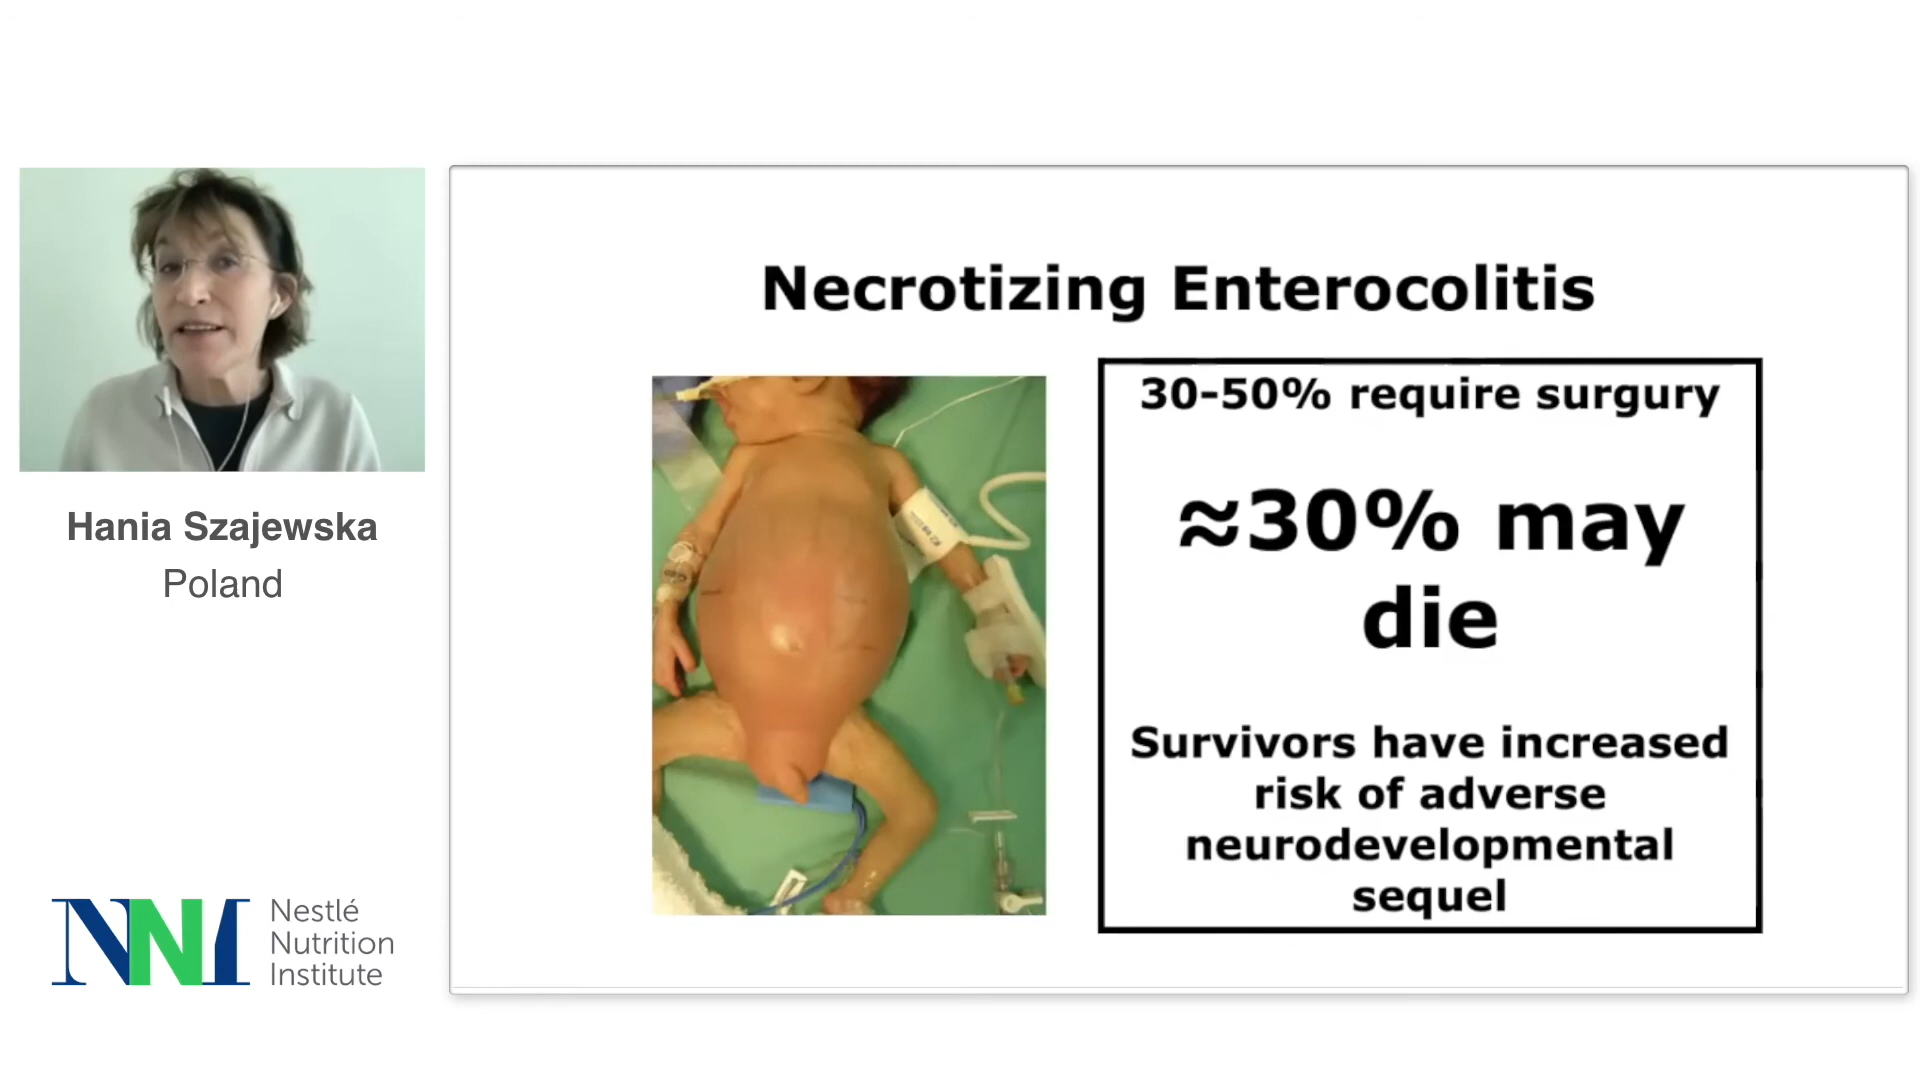 Hania Szajewska
Poland
NNI
Nestlé
Nutrition
Institute
Necrotizing Enterocolitis
30-50% require surgury
≈30% may
die
Survivors have increased
risk of adverse
neurodevelopmental
sequel